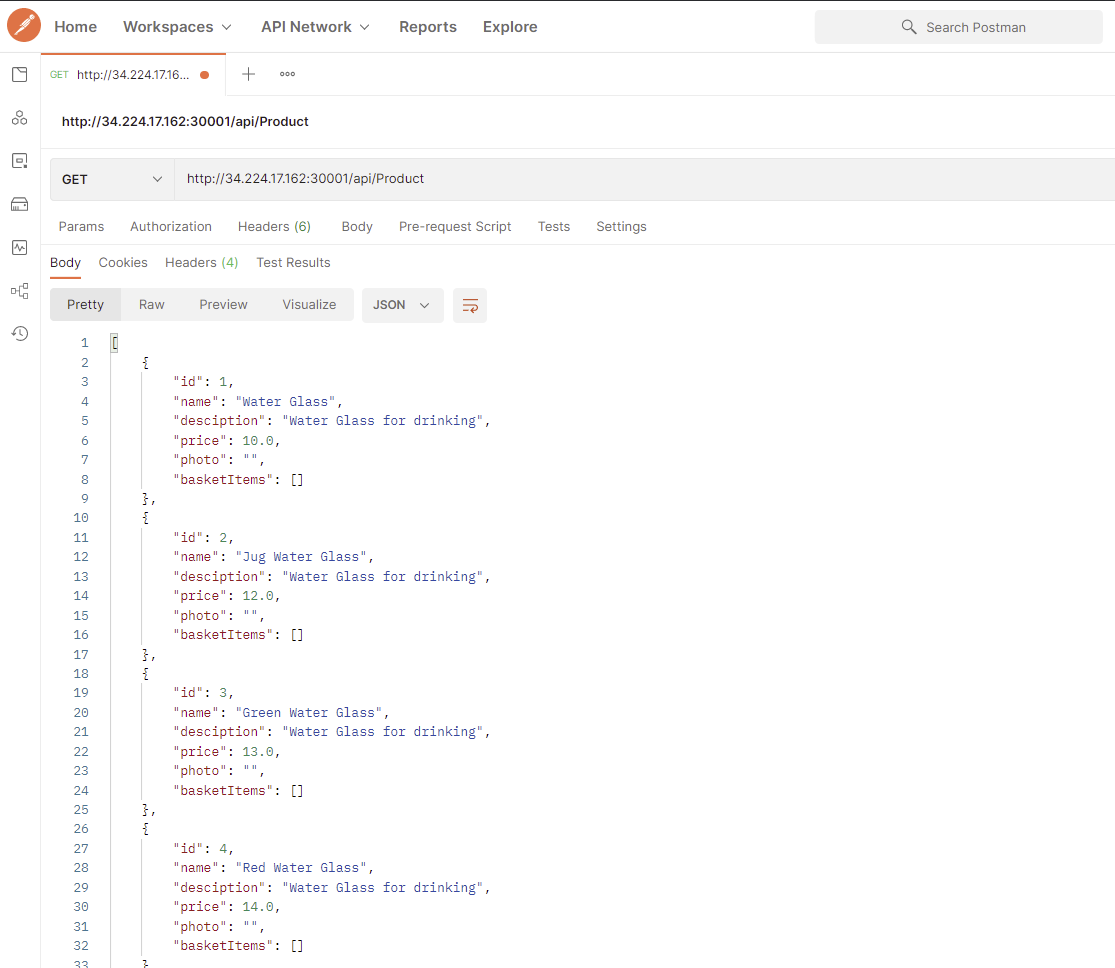 Home Workspaces API Network Reports Explore Search Postman
GET http://34.224.17.16...
http://34.224.17.162:30001/api/Product
GET http://34.224.17.162:30001/api/Product
Params Authorization Headers (6) Body Pre-request Script Tests Settings
Body Cookies Headers (4) Test Results
Pretty Raw Preview Visualize JSON
1 [
2 {
3 "id": 1,
4 "name": "Water Glass",
5 "desciption": "Water Glass for drinking",
6 "price": 10.0,
7 "photo": "",
8 "basketItems": []
9 },
10 {
11 "id": 2,
12 "name": "Jug Water Glass",
13 "desciption": "Water Glass for drinking",
14 "price": 12.0,
15 "photo": "",
16 "basketItems": []
17 },
18 {
19 "id": 3,
20 "name": "Green Water Glass",
21 "desciption": "Water Glass for drinking",
22 "price": 13.0,
23 "photo": "",
24 "basketItems": []
25 },
26 {
27 "id": 4,
28 "name": "Red Water Glass",
29 "desciption": "Water Glass for drinking",
30 "price": 14.0,
31 "photo": "",
32 "basketItems": []
33 }